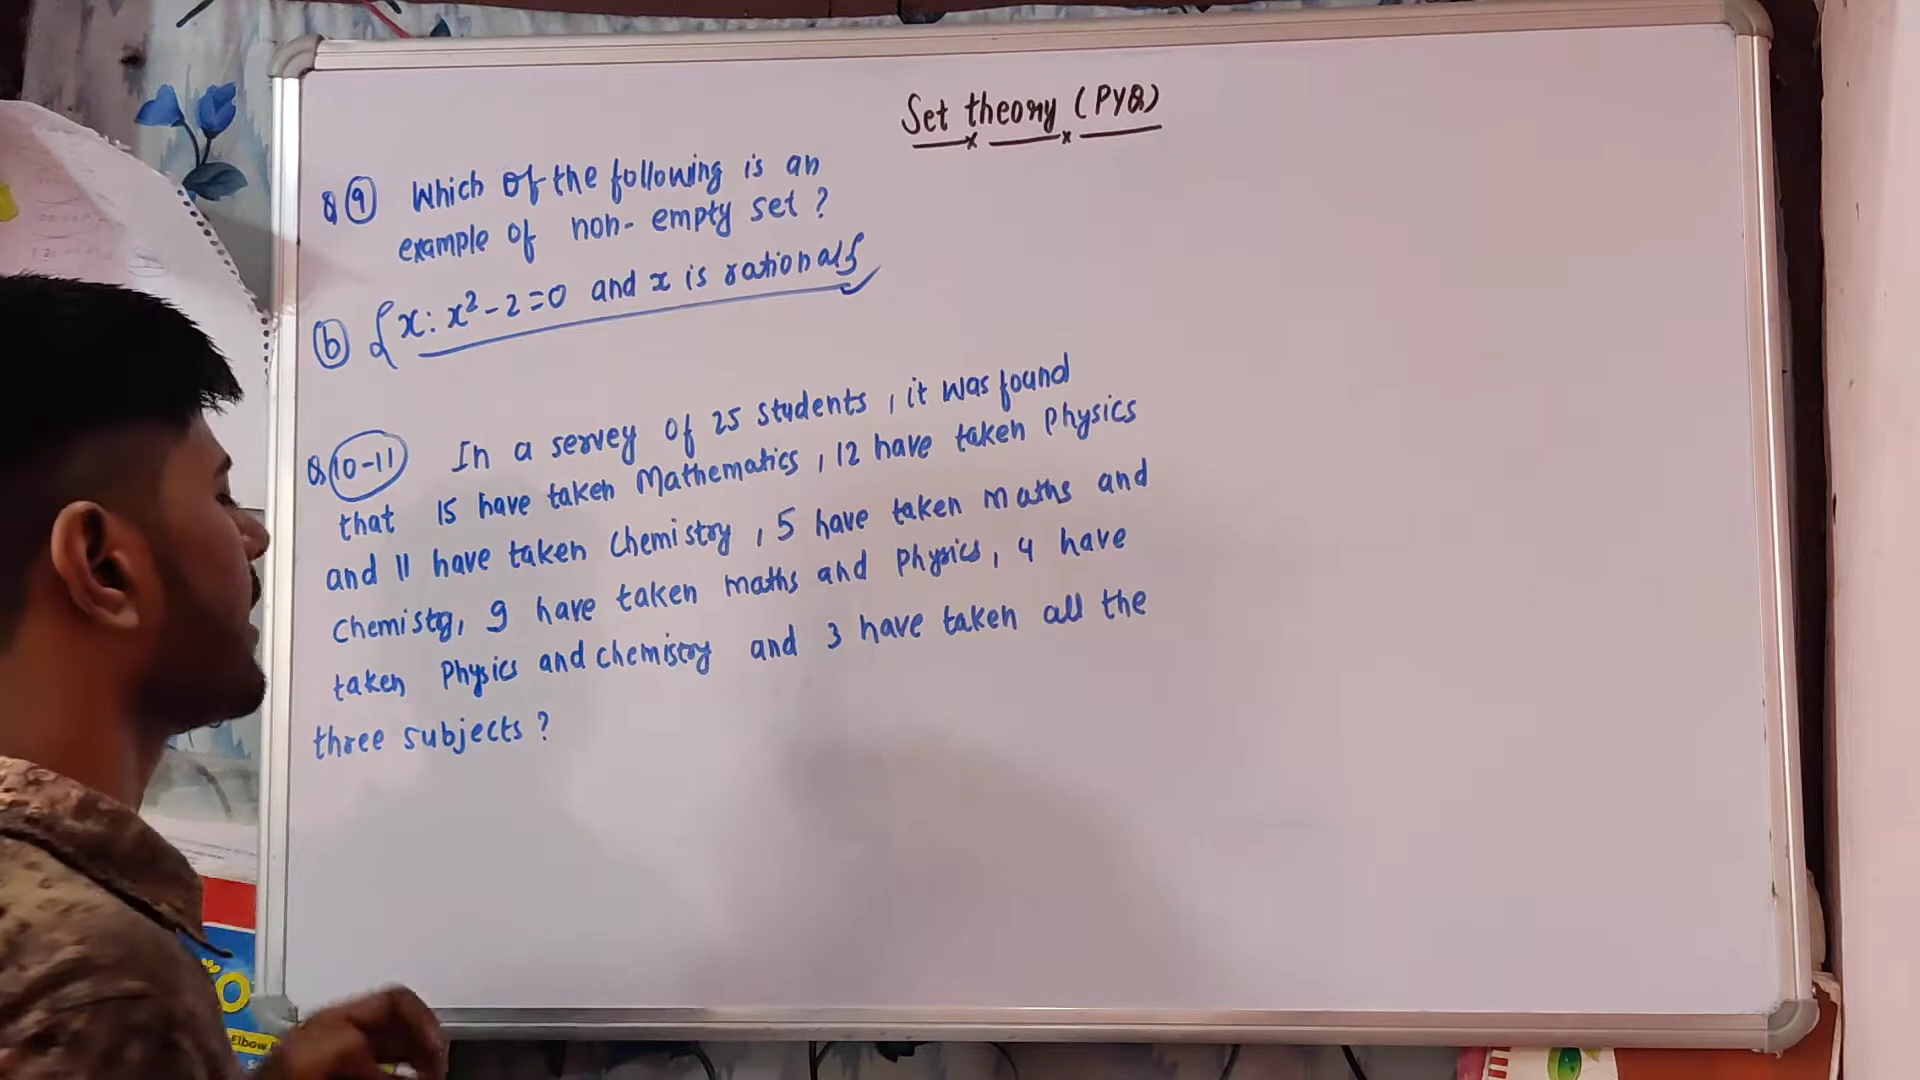 Set theory (PYQ)
Q 9 Which of the following is an
example of non-empty set ?
b {x: x²-2=0 and x is rational}
Q 10-11 In a servey of 25 students, it was found
that 15 have taken Mathematics, 12 have taken Physics
and 11 have taken Chemistry, 5 have taken maths and
chemisty, 9 have taken maths and Physics, 4 have
taken Physics and chemistry and 3 have taken all the
three subjects ?
Elbow